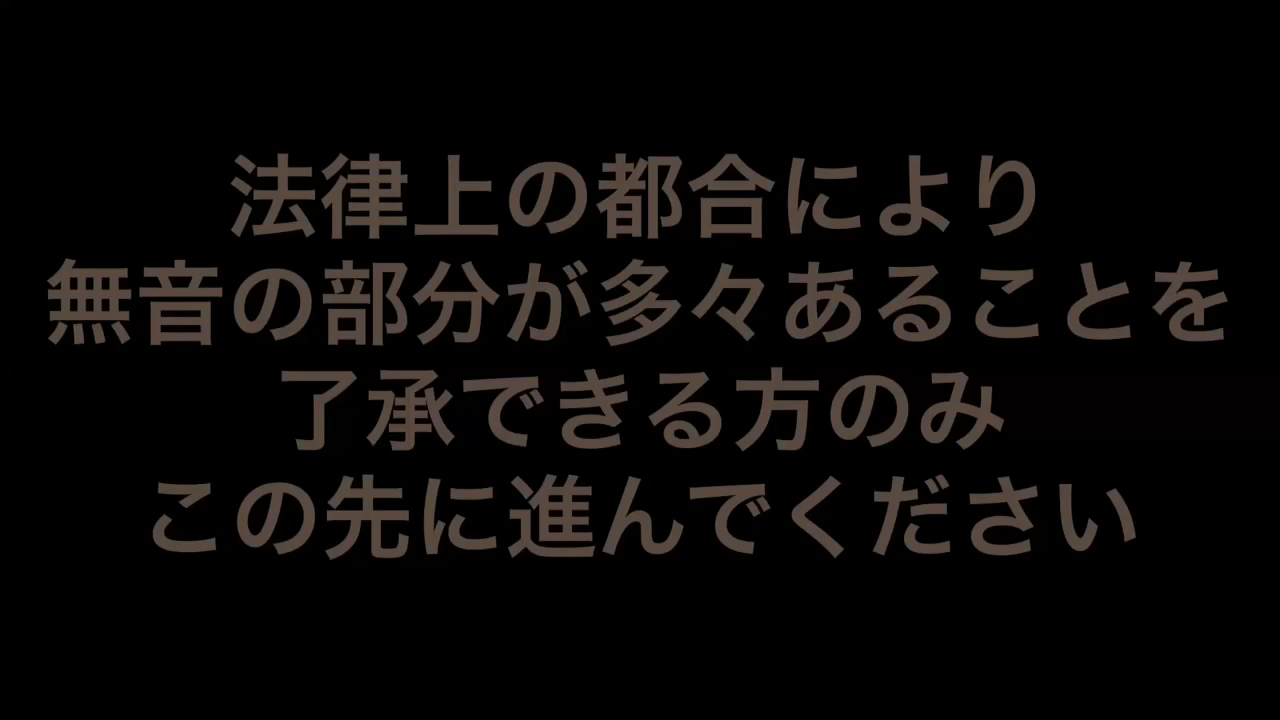 法律上の都合により
無音の部分が多々あることを
了承できる方のみ
この先に進んでください